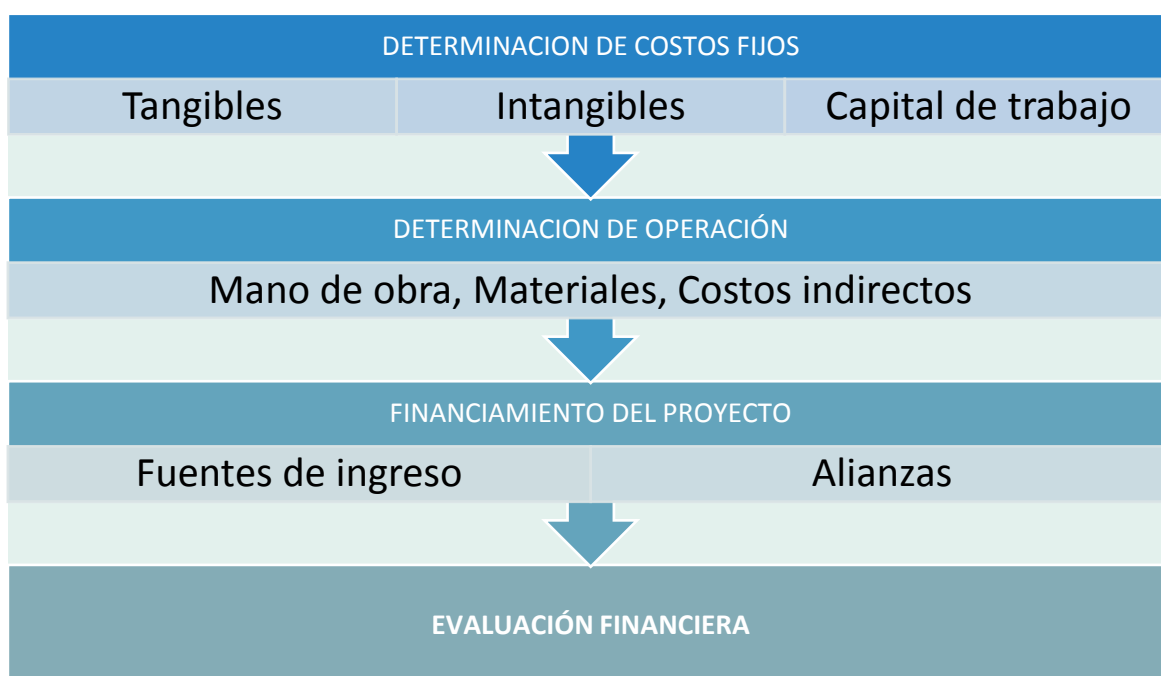 DETERMINACION DE COSTOS FIJOS
Tangibles Intangibles Capital de trabajo
DETERMINACION DE OPERACIÓN
Mano de obra, Materiales, Costos indirectos
FINANCIAMIENTO DEL PROYECTO
Fuentes de ingreso Alianzas
EVALUACIÓN FINANCIERA